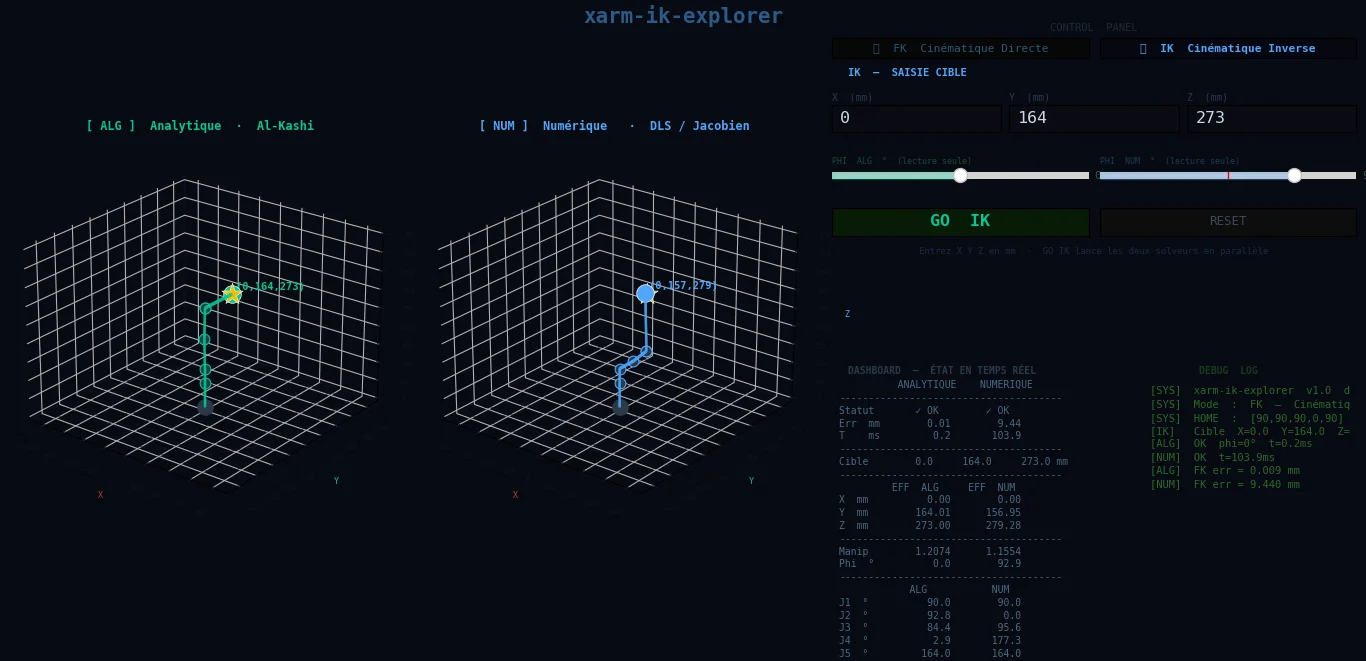 xarm-ik-explorer
CONTROL PANEL
FK Cinématique Directe
IK Cinématique Inverse
IK — SAISIE CIBLE
X (mm)
Y (mm)
Z (mm)
0
164
273
[ ALG ] Analytique · Al-Kashi
[ NUM ] Numérique · DLS / Jacobien
PHI ALG ° (lecture seule)
PHI NUM ° (lecture seule)
GO IK
RESET
Entrez X Y Z en mm · GO IK lance les deux solveurs en parallèle
(0,164,273)
(0,157,279)
Z
X
Y
X
Y
DASHBOARD — ÉTAT EN TEMPS RÉEL
ANALYTIQUE NUMERIQUE
--------------------------------------
Statut ✓ OK ✓ OK
Err mm 0.01 9.44
T ms 0.2 103.9
--------------------------------------
Cible 0.0 164.0 273.0 mm
--------------------------------------
EFF ALG EFF NUM
X mm 0.00 0.00
Y mm 164.01 156.95
Z mm 273.00 279.28
--------------------------------------
Manip 1.2074 1.1554
Phi ° 0.0 92.9
--------------------------------------
ALG NUM
J1 ° 90.0 90.0
J2 ° 92.8 0.0
J3 ° 84.4 95.6
J4 ° 2.9 177.3
J5 ° 164.0 164.0
DEBUG LOG
[SYS] xarm-ik-explorer v1.0 d
[SYS] Mode : FK — Cinématiq
[SYS] HOME : [90,90,90,0,90]
[IK] Cible X=0.0 Y=164.0 Z=
[ALG] OK phi=0° t=0.2ms
[NUM] OK t=103.9ms
[ALG] FK err = 0.009 mm
[NUM] FK err = 9.440 mm